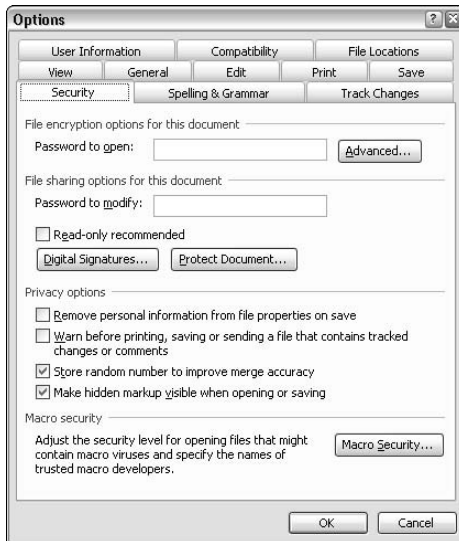 Options
User Information Compatibility File Locations
View General Edit Print Save
Security Spelling & Grammar Track Changes
File encryption options for this document
Password to open: Advanced...
File sharing options for this document
Password to modify:
Read-only recommended
Digital Signatures... Protect Document...
Privacy options
Remove personal information from file properties on save
Warn before printing, saving or sending a file that contains tracked
changes or comments
Store random number to improve merge accuracy
Make hidden markup visible when opening or saving
Macro security
Adjust the security level for opening files that might
contain macro viruses and specify the names of
trusted macro developers.
Macro Security...
OK Cancel